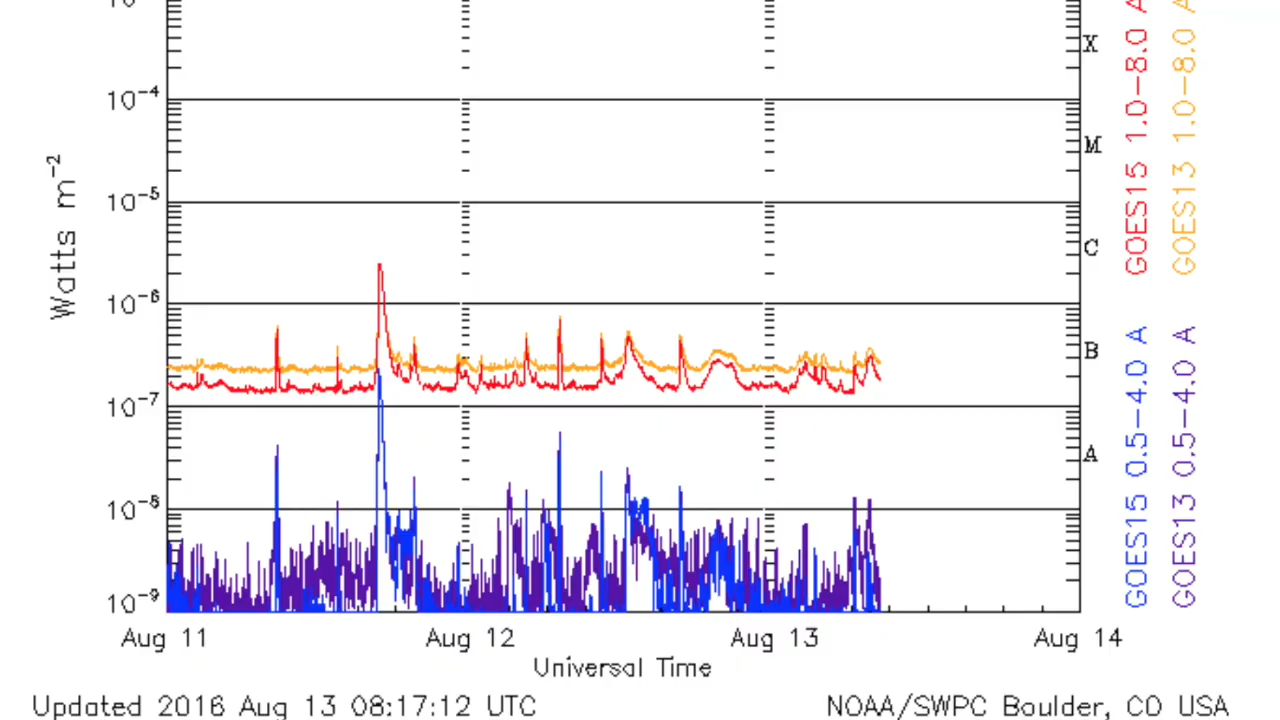 X
10⁻⁴
M
Watts m⁻²
10⁻⁵
C
10⁻⁶
B
10⁻⁷
A
10⁻⁸
10⁻⁹
GOES15 1.0-8.0 A
GOES13 1.0-8.0 A
GOES15 0.5-4.0 A
GOES13 0.5-4.0 A
Aug 11 Aug 12 Aug 13 Aug 14
Universal Time
Updated 2016 Aug 13 08:17:12 UTC NOAA/SWPC Boulder, CO USA